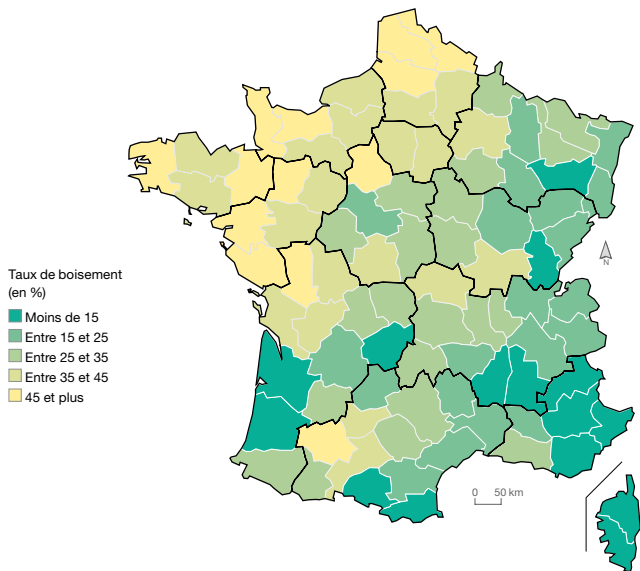 Taux de boisement
(en %)
Moins de 15
Entre 15 et 25
Entre 25 et 35
Entre 35 et 45
45 et plus
N
0 50 km